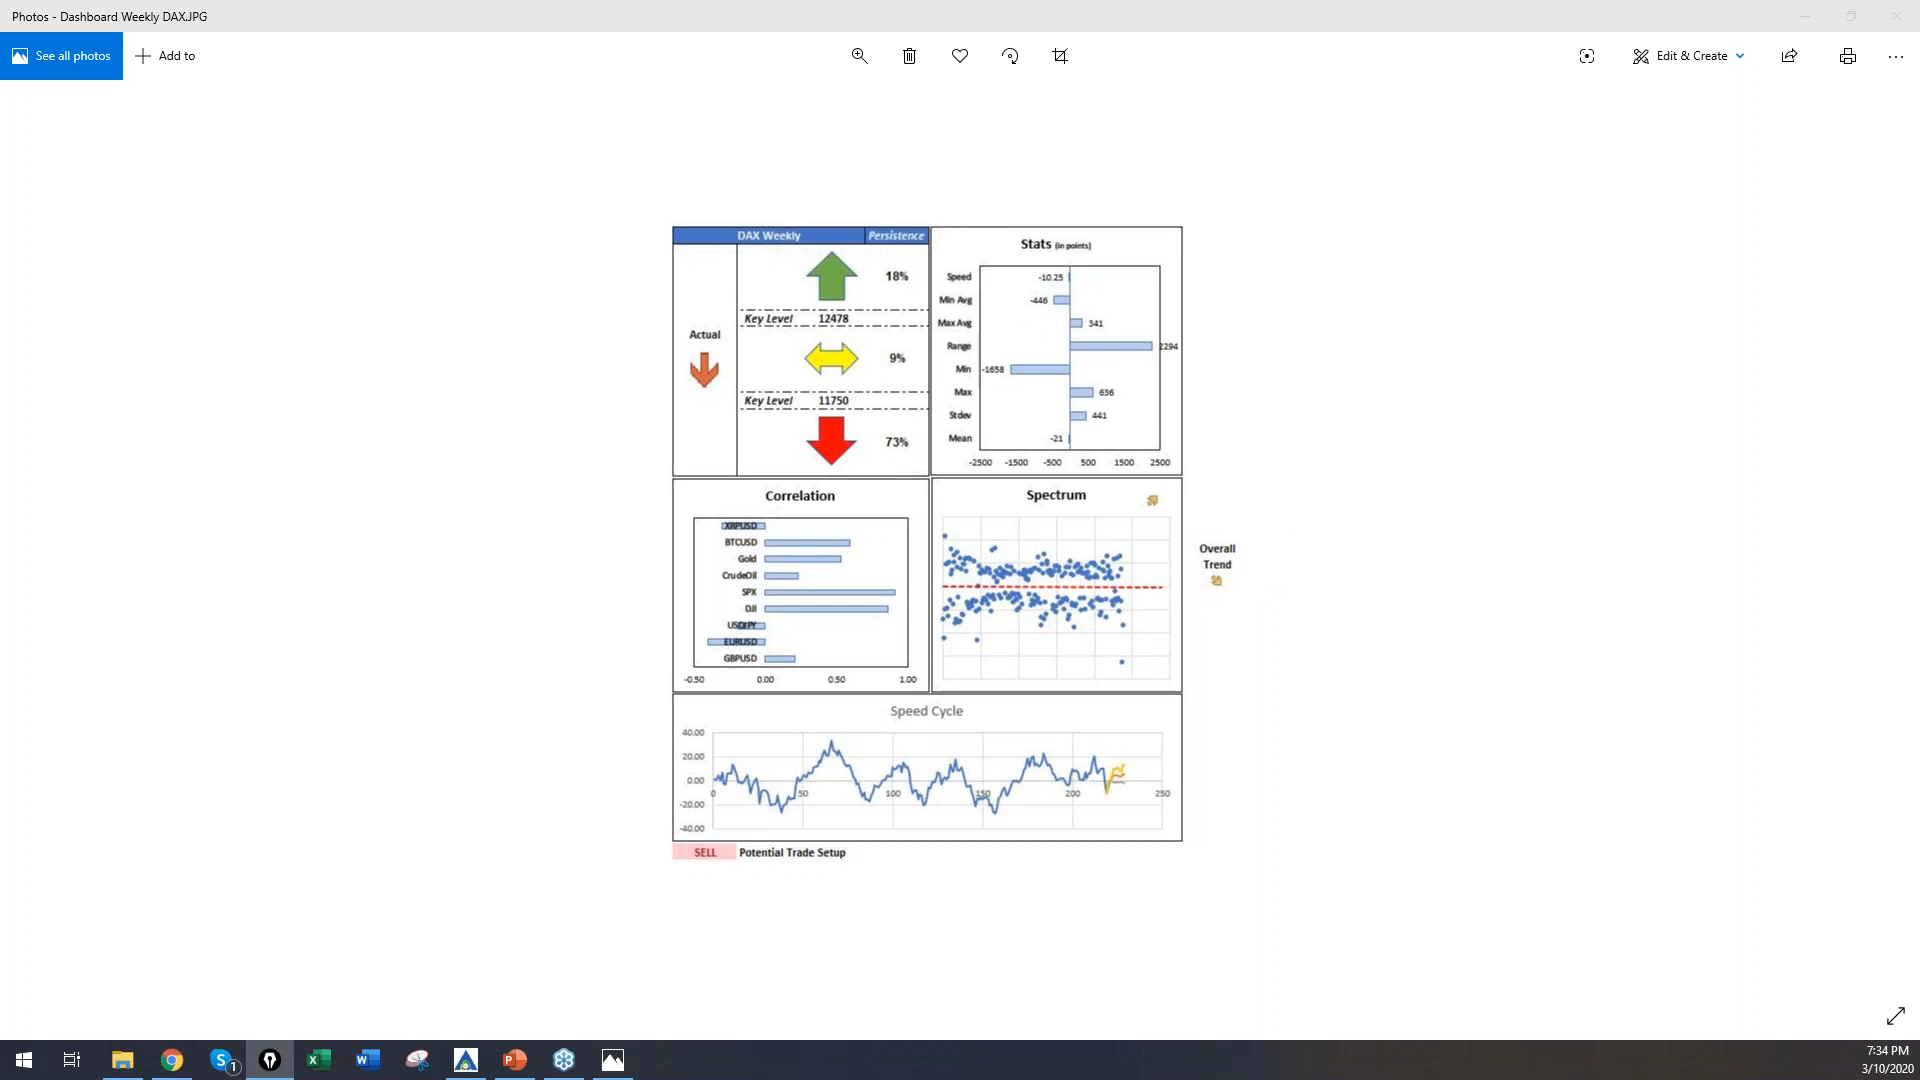 Photos - Dashboard Weekly DAX.JPG
See all photos
Add to
Edit & Create
DAX Weekly Persistence
18%
Key Level 12478
Actual
9%
Key Level 11750
73%
Stats (in points)
Speed -10.25
Min Avg -446
Max Avg 341
Range 2294
Min -1658
Max 636
Stdev 441
Mean -21
-2500 -1500 -500 500 1500 2500
Correlation
XRPUSD
BTCUSD
Gold
CrudeOil
SPX
DJI
USDJPY
EURUSD
GBPUSD
-0.50 0.00 0.50 1.00
Spectrum
Overall
Trend
Speed Cycle
40.00
20.00
0.00
-20.00
-40.00
0 50 100 150 200 250
SELL Potential Trade Setup
7:34 PM
3/10/2020